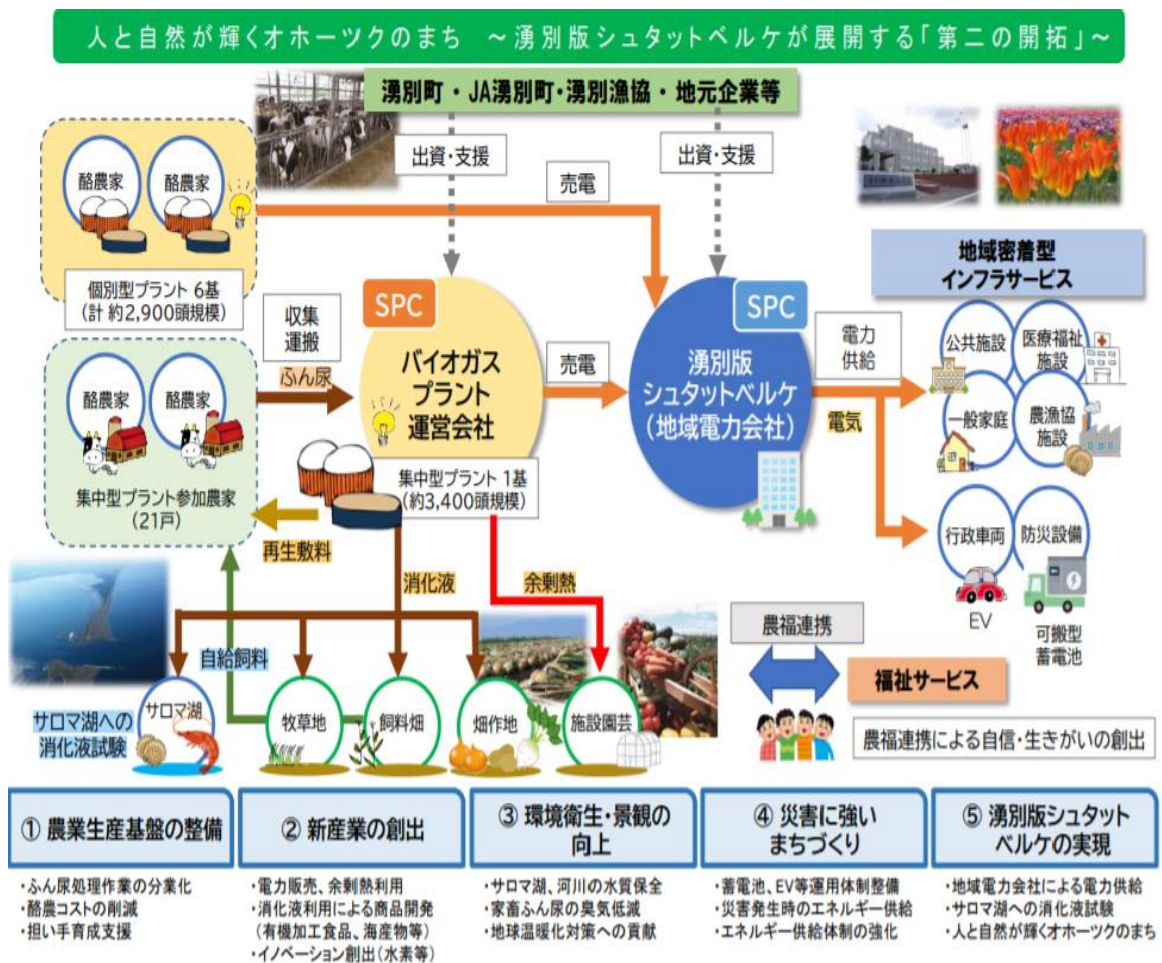 人と自然が輝くオホーツクのまち ～湧別版シュタットベルケが展開する「第二の開拓」～
湧別町・JA湧別町・湧別漁協・地元企業等
出資・支援
出資・支援
酪農家
酪農家
売電
個別型プラント 6基
(計 約2,900頭規模)
地域密着型
インフラサービス
収集
運搬
ふん尿
SPC
バイオガス
プラント
運営会社
売電
SPC
湧別版
シュタットベルケ
(地域電力会社)
電力
供給
電気
公共施設
医療福祉
施設
一般家庭
農漁協
施設
酪農家
酪農家
集中型プラント参加農家
(21戸)
集中型プラント 1基
(約3,400頭規模)
再生敷料
消化液
余剰熱
行政車両
防災設備
EV
可搬型
蓄電池
自給飼料
サロマ湖への
消化液試験
サロマ湖
牧草地
飼料畑
畑作地
施設園芸
農福連携
福祉サービス
農福連携による自信・生きがいの創出
① 農業生産基盤の整備
・ふん尿処理作業の分業化
・酪農コストの削減
・担い手育成支援
② 新産業の創出
・電力販売、余剰熱利用
・消化液利用による商品開発
(有機加工食品、海産物等)
・イノベーション創出(水素等)
③ 環境衛生・景観の
向上
・サロマ湖、河川の水質保全
・家畜ふん尿の臭気低減
・地球温暖化対策への貢献
④ 災害に強い
まちづくり
・蓄電池、EV等運用体制整備
・災害発生時のエネルギー供給
・エネルギー供給体制の強化
⑤ 湧別版シュタット
ベルケの実現
・地域電力会社による電力供給
・サロマ湖への消化液試験
・人と自然が輝くオホーツクのまち